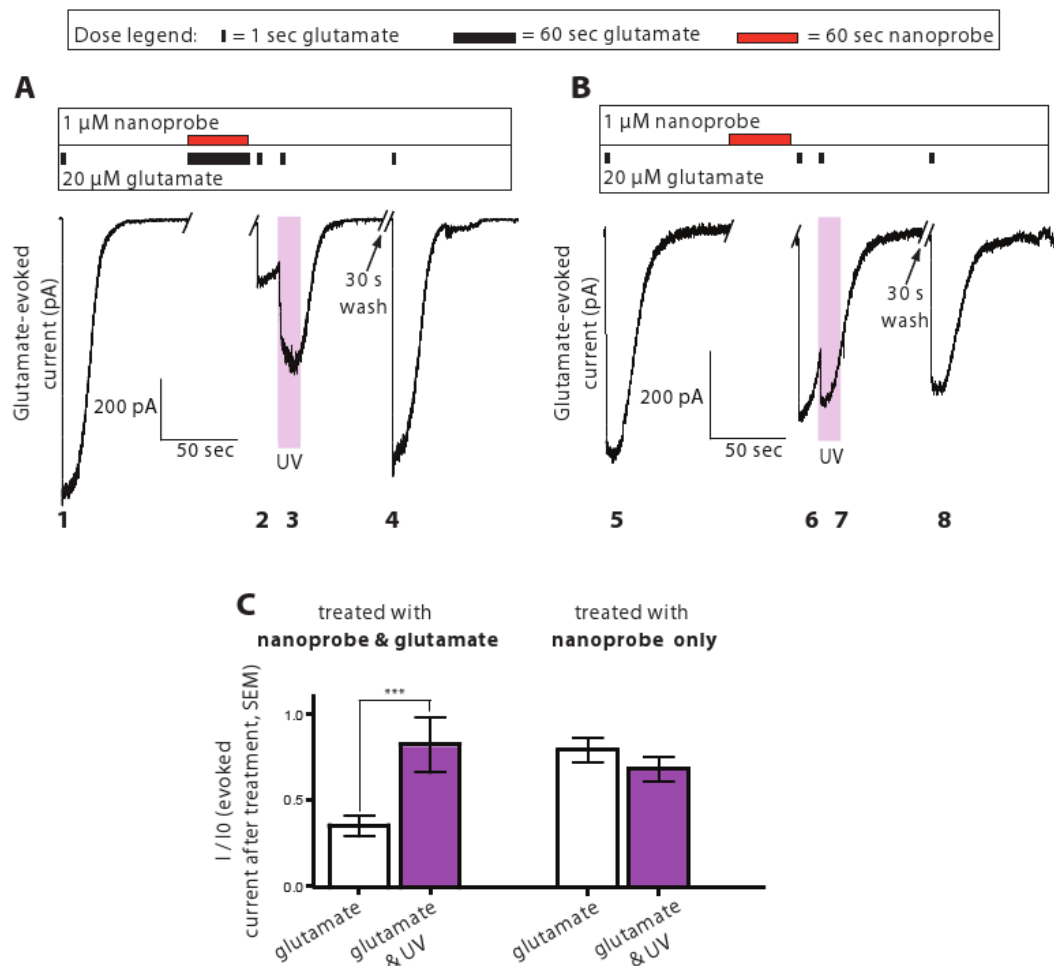 Dose legend: = 1 sec glutamate = 60 sec glutamate = 60 sec nanoprobe
A
1 µM nanoprobe
20 µM glutamate
Glutamate-evoked
current (pA)
200 pA
50 sec
UV
30 s
wash
1 2 3 4
B
1 µM nanoprobe
20 µM glutamate
Glutamate-evoked
current (pA)
200 pA
50 sec
UV
30 s
wash
5 6 7 8
C
treated with
nanoprobe & glutamate
treated with
nanoprobe only
I / I0 (evoked
current after treatment, SEM)
1.0
0.5
0.0
***
glutamate
glutamate
& UV
glutamate
glutamate
& UV